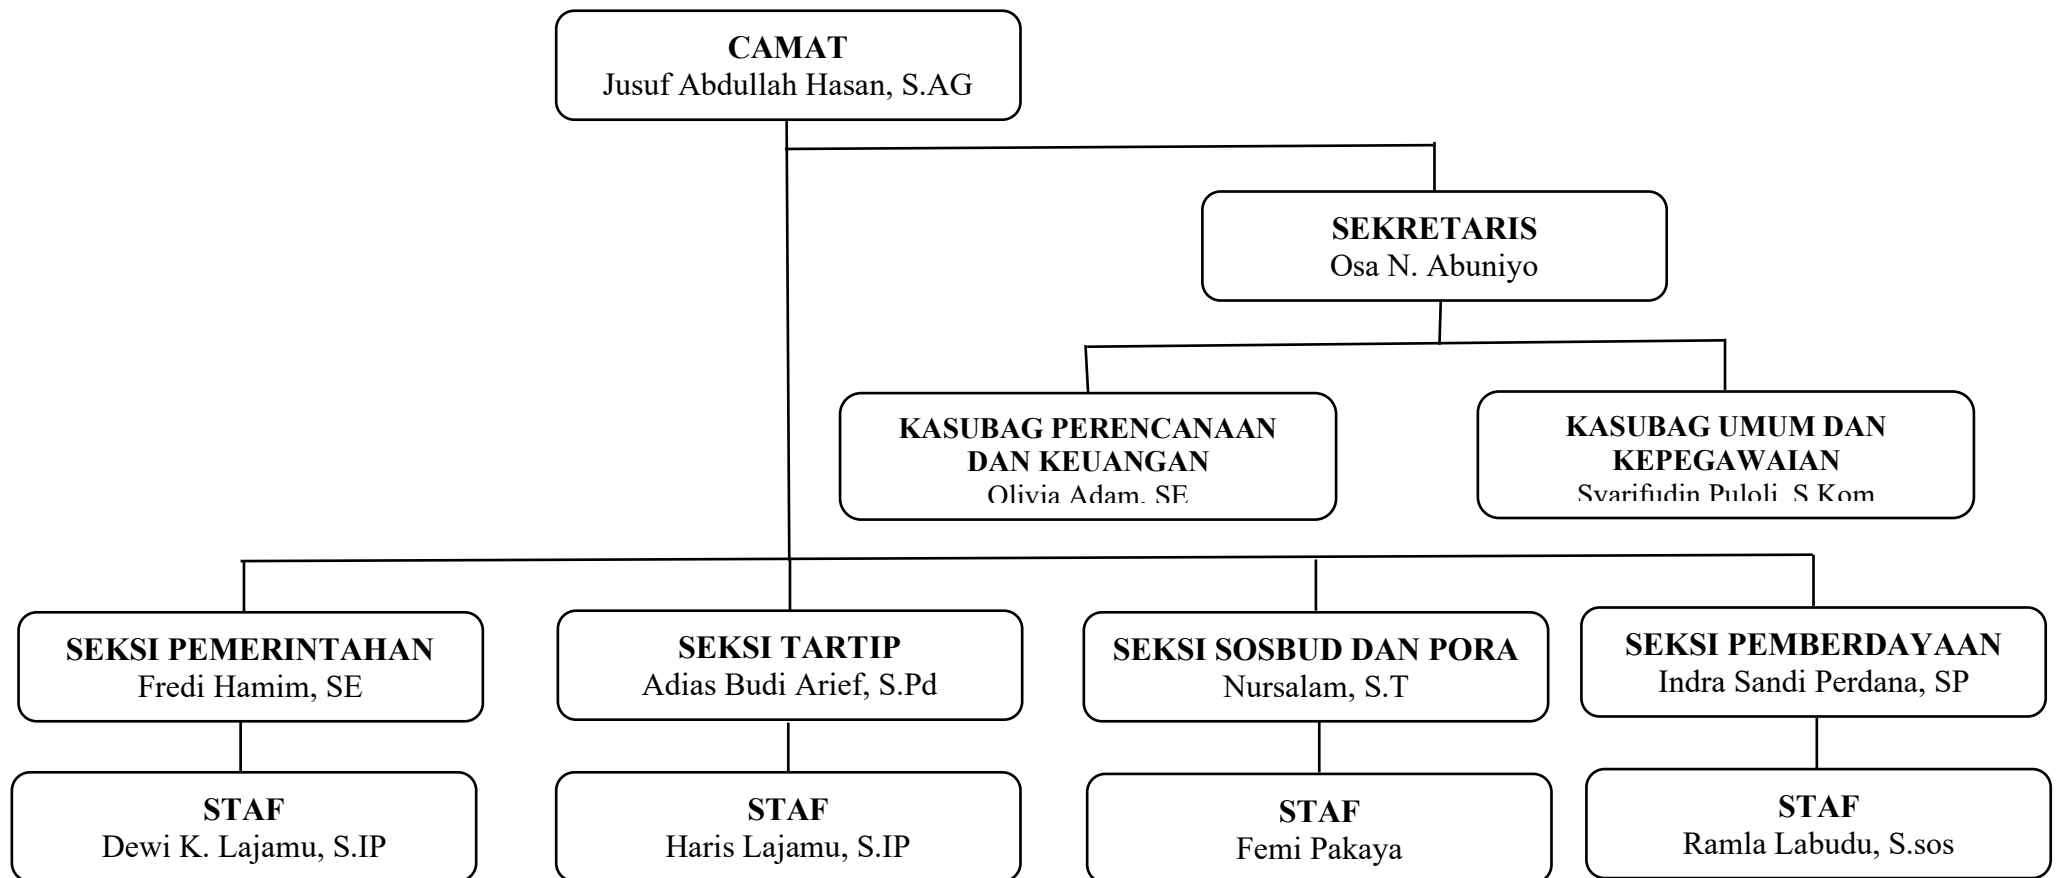 CAMAT
Jusuf Abdullah Hasan, S.AG
SEKRETARIS
Osa N. Abuniyo
KASUBAG PERENCANAAN
DAN KEUANGAN
Olivia Adam, SE
KASUBAG UMUM DAN
KEPEGAWAIAN
Syarifudin Puloli, S.Kom
SEKSI PEMERINTAHAN
Fredi Hamim, SE
SEKSI TARTIP
Adias Budi Arief, S.Pd
SEKSI SOSBUD DAN PORA
Nursalam, S.T
SEKSI PEMBERDAYAAN
Indra Sandi Perdana, SP
STAF
Dewi K. Lajamu, S.IP
STAF
Haris Lajamu, S.IP
STAF
Femi Pakaya
STAF
Ramla Labudu, S.sos